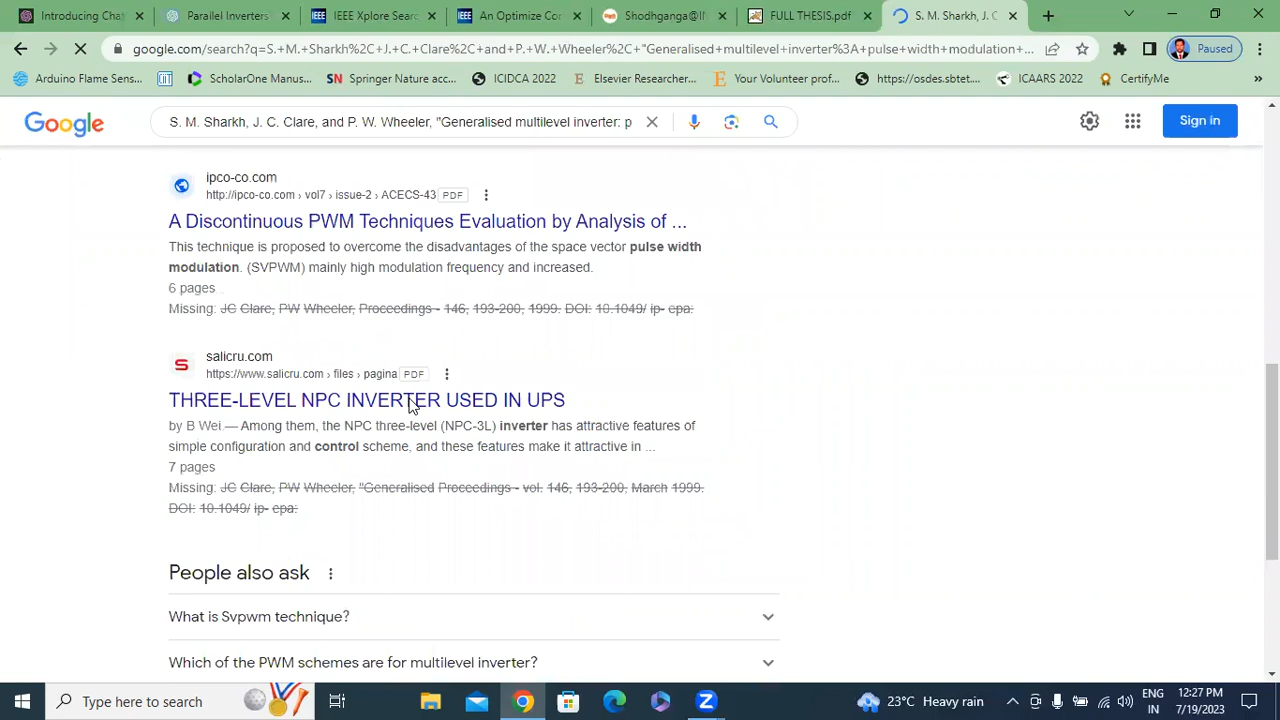 Introducing Chat
Parallel Inverters'
IEEE Xplore Sear
An Optimize Con
Shodhganga@IN
FULL THESIS.pdf
S. M. Sharkh, J. C
google.com/search?q=S.+M.+Sharkh%2C+J.+C.+Clare%2C+and+P.+W.+Wheeler%2C+"Generalised+multilevel+inverter%3A+pulse+width+modulation+...
Paused
Arduino Flame Sens...
ScholarOne Manus...
SN Springer Nature acc...
ICIDCA 2022
Elsevier Researcher...
Your Volunteer prof...
https://osdes.sbtet....
ICAARS 2022
CertifyMe
»
Google
S. M. Sharkh, J. C. Clare, and P. W. Wheeler, "Generalised multilevel inverter: p
Sign in
ipco-co.com
http://ipco-co.com › vol7 › issue-2 › ACECS-43 PDF
A Discontinuous PWM Techniques Evaluation by Analysis of ...
This technique is proposed to overcome the disadvantages of the space vector pulse width
modulation. (SVPWM) mainly high modulation frequency and increased.
6 pages
Missing: JC Clare, PW Wheeler, Proceedings - 146, 193-200, 1999. DOI: 10.1049/ ip- epa:
S
salicru.com
https://www.salicru.com › files › pagina PDF
THREE-LEVEL NPC INVERTER USED IN UPS
by B Wei — Among them, the NPC three-level (NPC-3L) inverter has attractive features of
simple configuration and control scheme, and these features make it attractive in ...
7 pages
Missing: JC Clare, PW Wheeler, "Generalised Proceedings - vol. 146, 193-200, March 1999.
DOI: 10.1049/ ip- epa:
People also ask
What is Svpwm technique?
Which of the PWM schemes are for multilevel inverter?
Type here to search
23°C Heavy rain
ENG
IN
12:27 PM
7/19/2023